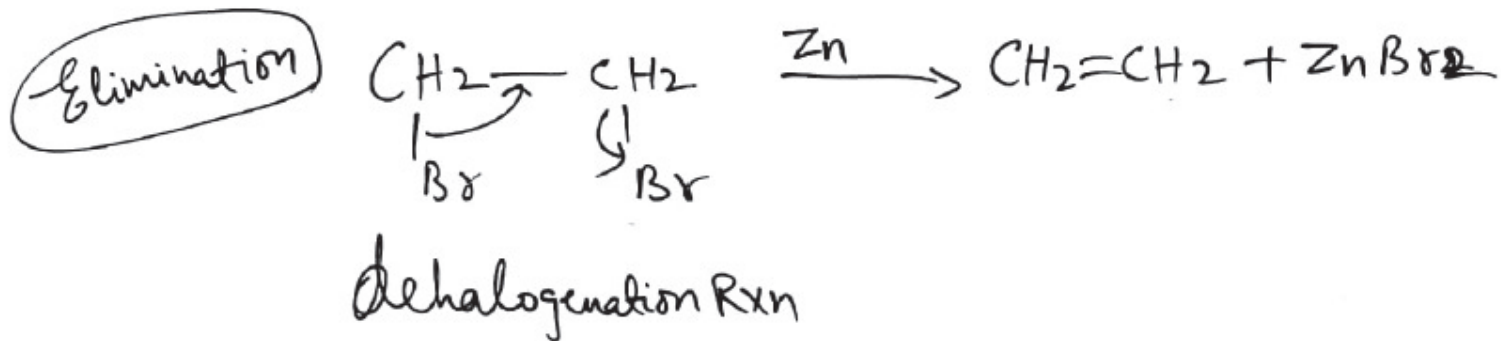 Elimination CH2—CH2 Zn → CH2=CH2 + ZnBr2
Br Br
dehalogenation Rxn